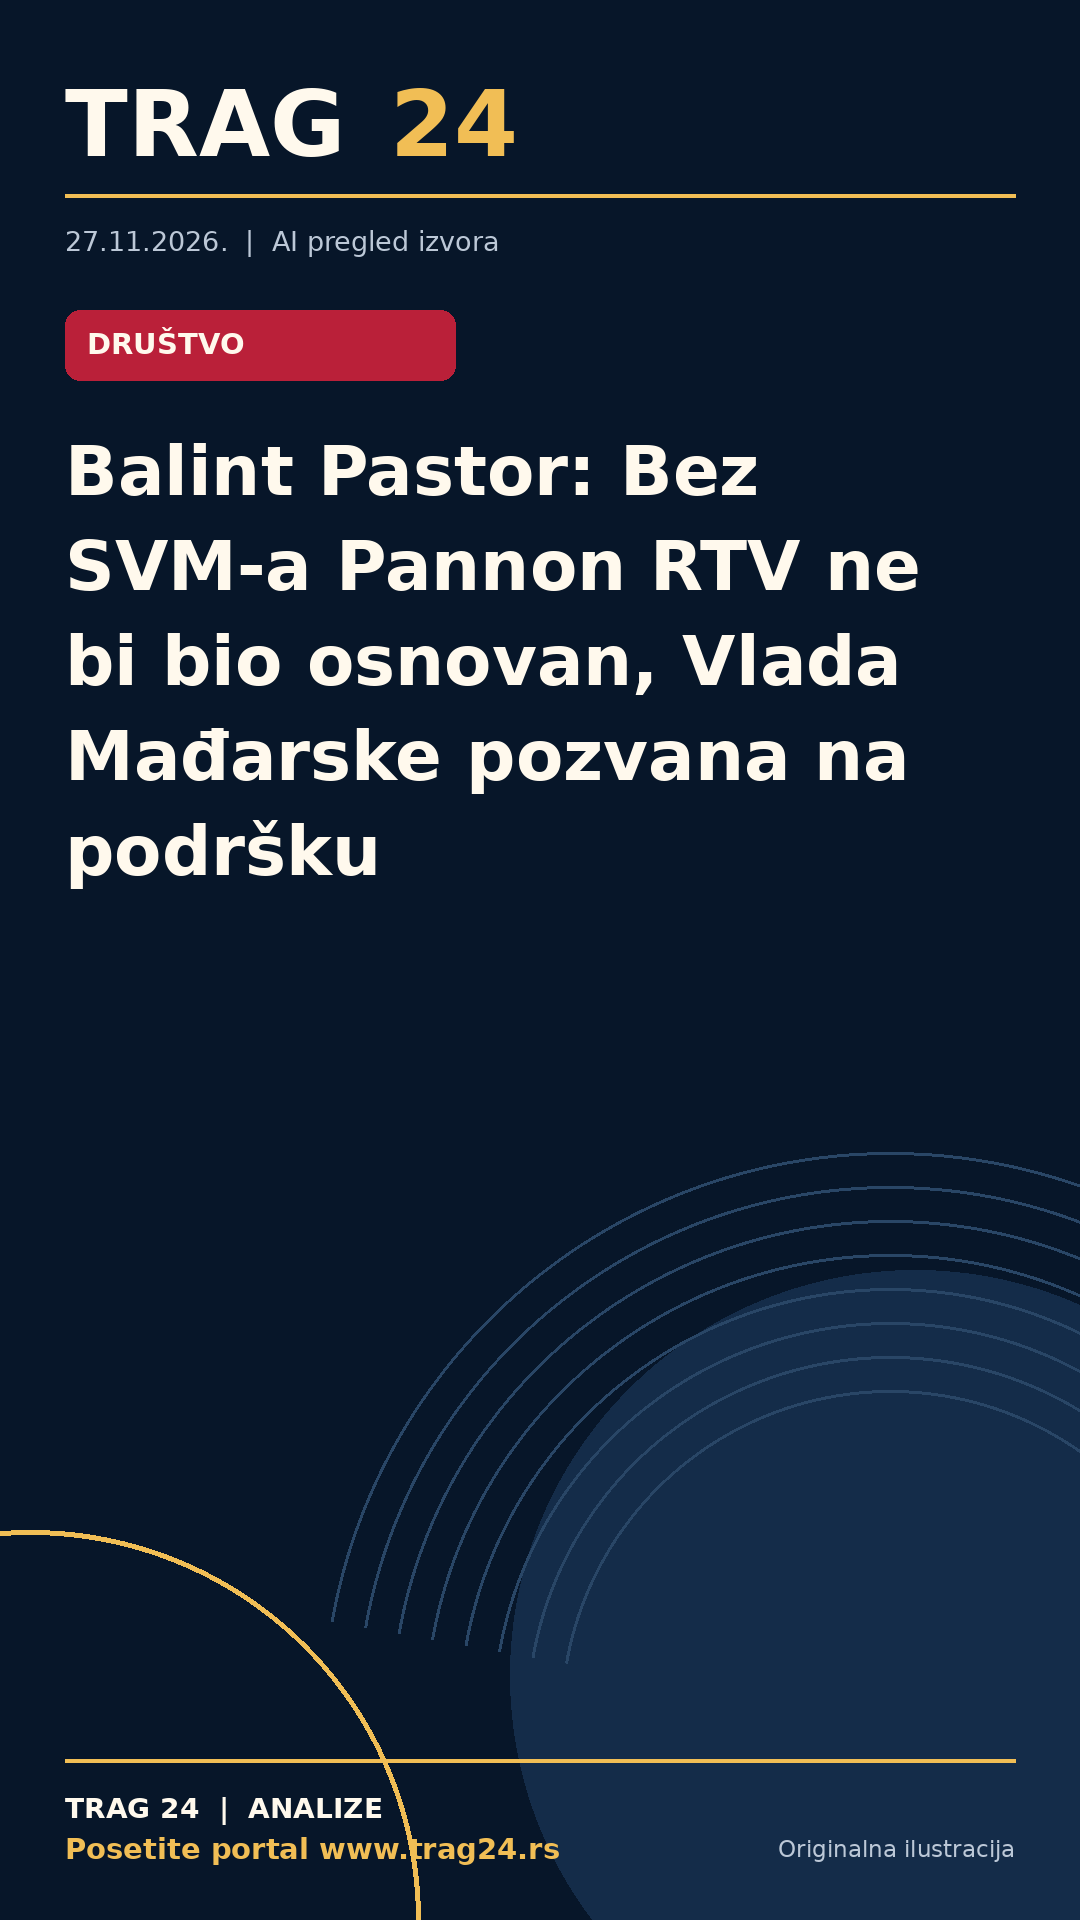 TRAG 24
27.11.2026. | AI pregled izvora
DRUŠTVO
Balint Pastor: Bez
SVM-a Pannon RTV ne
bi bio osnovan, Vlada
Mađarske pozvana na
podršku
TRAG 24 | ANALIZE
Posetite portal www.trag24.rs
Originalna ilustracija